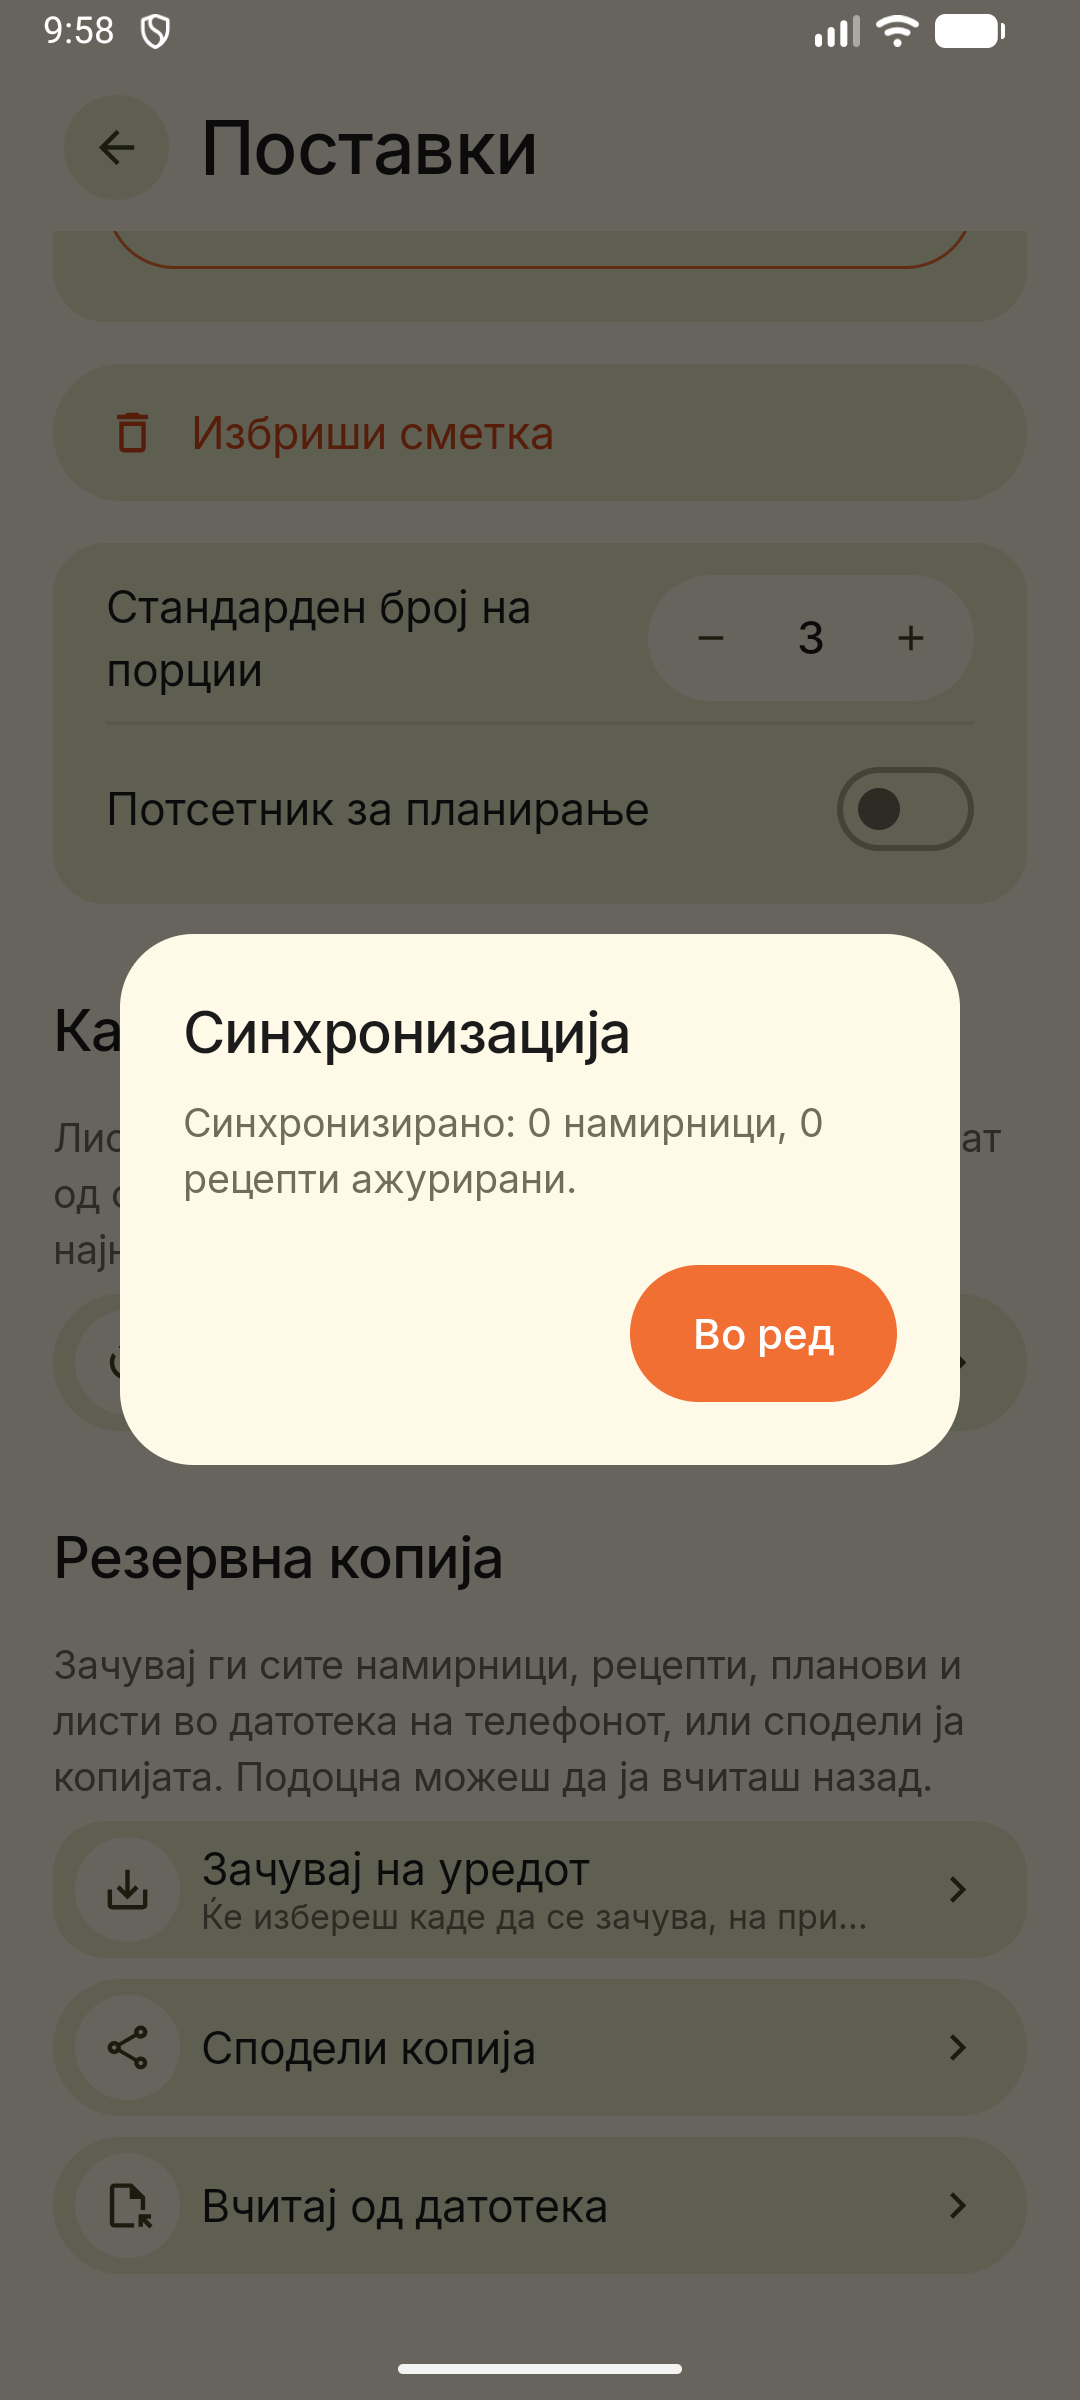 9:58
Поставки
Избриши сметка
Стандарден број на
порции
3
Потсетник за планирање
Синхронизација
Синхронизирано: 0 намирници, 0
рецепти ажурирани.
Во ред
од
Резервна копија
Зачувај ги сите намирници, рецепти, планови и
листи во датотека на телефонот, или сподели ја
копијата. Подоцна можеш да ја вчиташ назад.
Зачувај на уредот
Ќе избереш каде да се зачува, на при...
Сподели копија
Вчитај од датотека